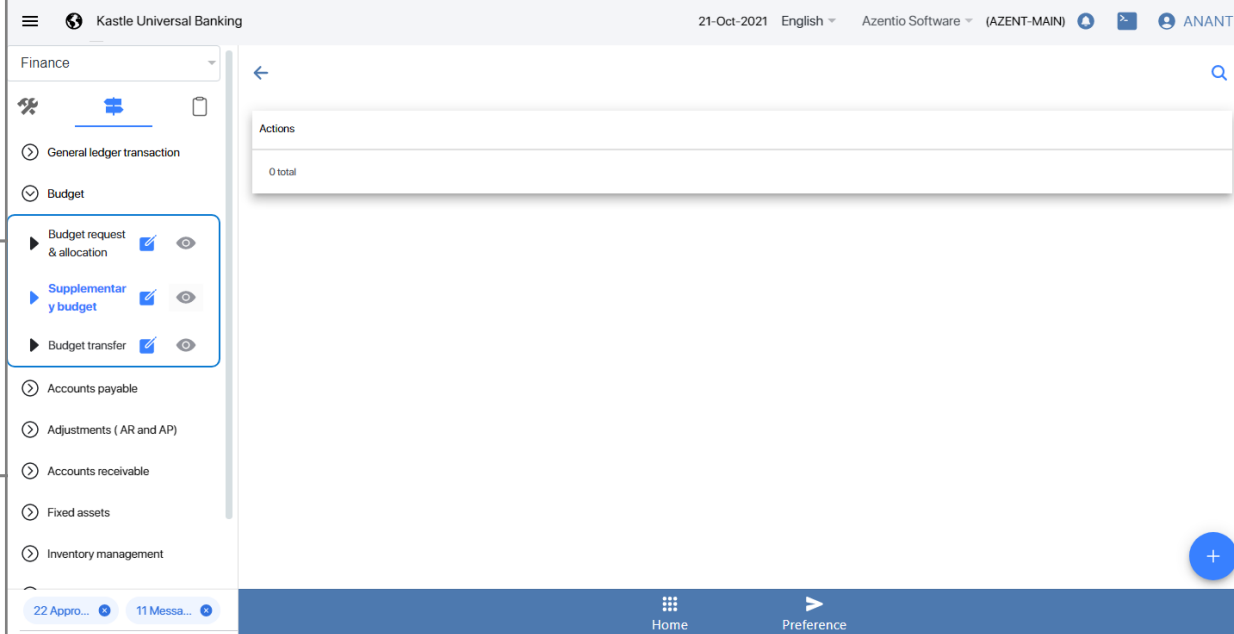 Kastle Universal Banking
21-Oct-2021 English Azentio Software (AZENT-MAIN) ANANT
Finance
General ledger transaction
Budget
Budget request
& allocation
Supplementar
y budget
Budget transfer
Accounts payable
Adjustments ( AR and AP)
Accounts receivable
Fixed assets
Inventory management
22 Appro...
11 Messa...
Actions
0 total
Home
Preference